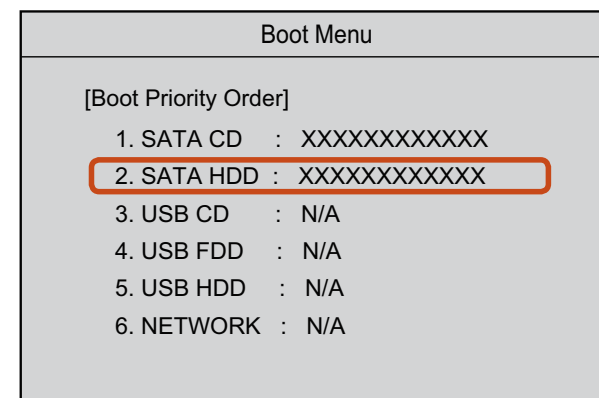 Boot Menu
[Boot Priority Order]
1. SATA CD : XXXXXXXXXXXX
2. SATA HDD : XXXXXXXXXXXX
3. USB CD : N/A
4. USB FDD : N/A
5. USB HDD : N/A
6. NETWORK : N/A